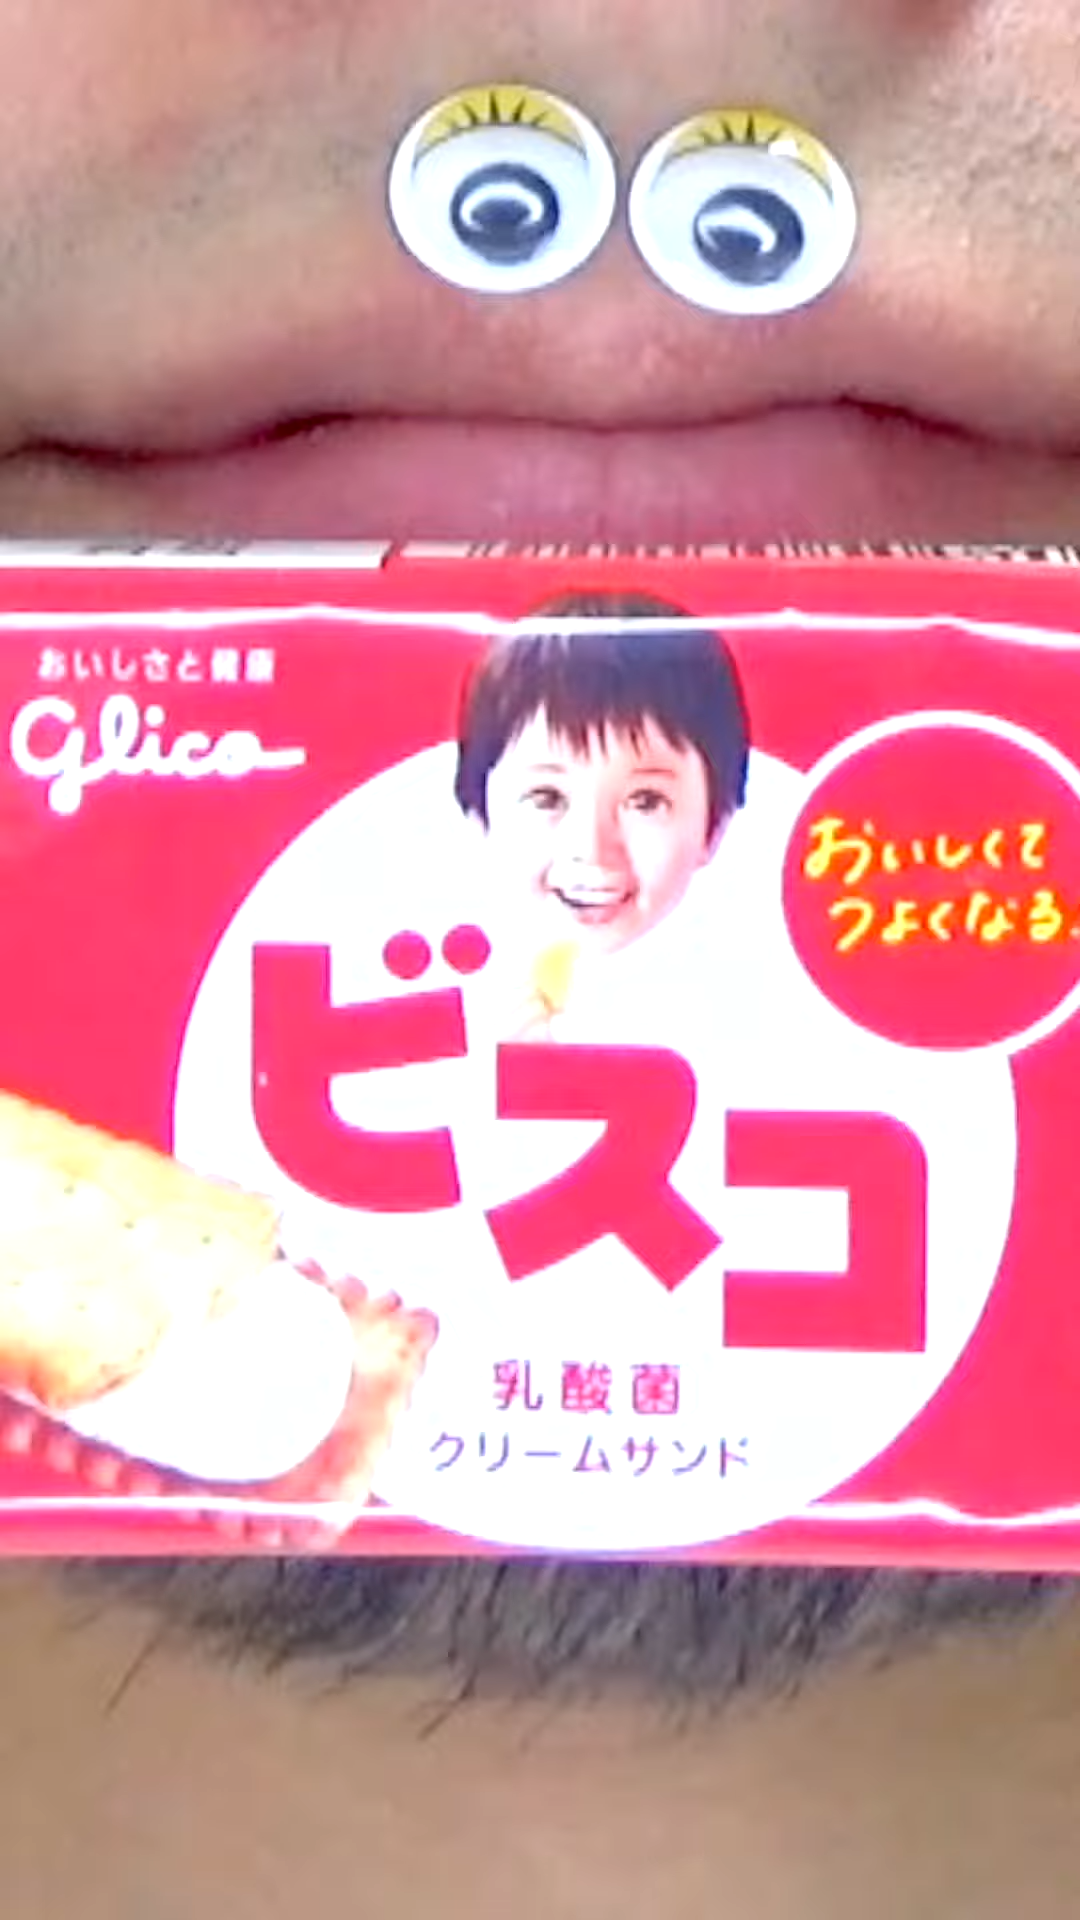 おいしさと健康
glico
おいしくて
つよくなる。
ビスコ
乳酸菌
クリームサンド